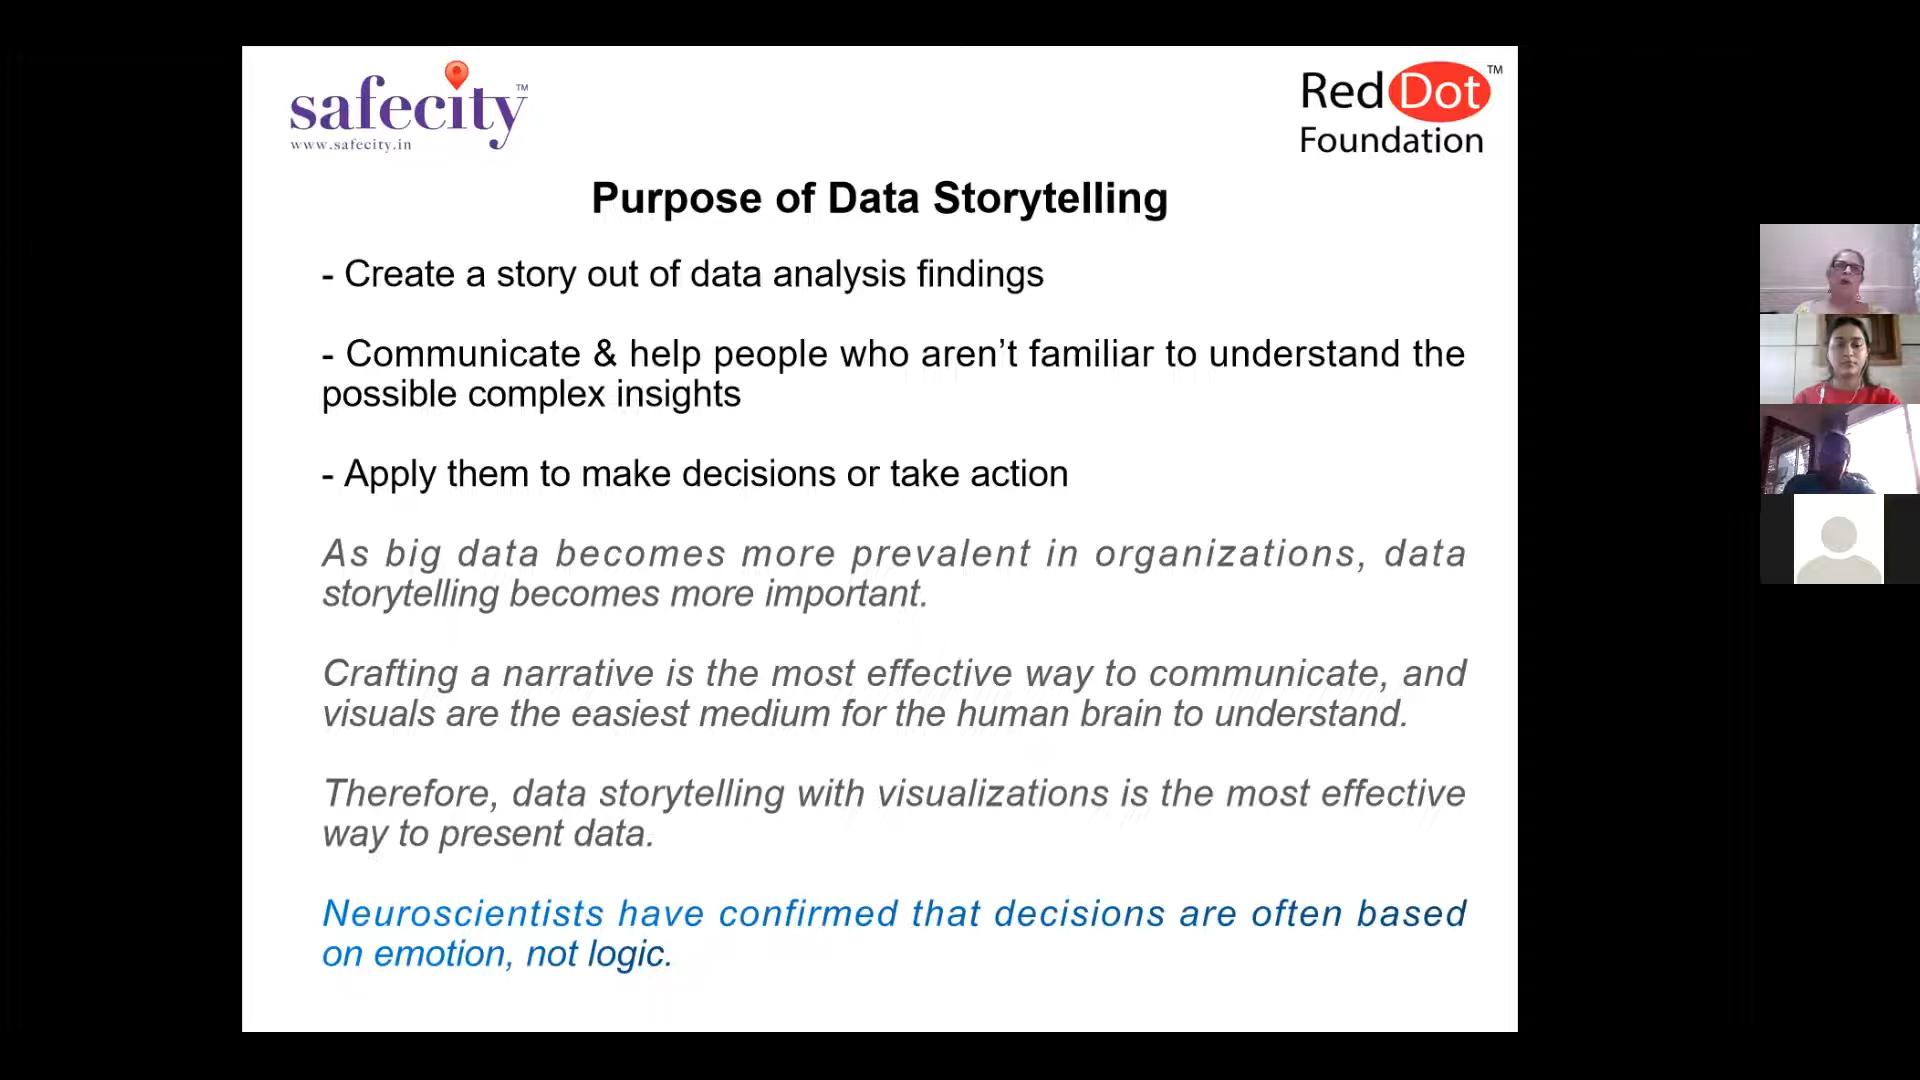 safecity™
www.safecity.in
RedDot™
Foundation
Purpose of Data Storytelling
- Create a story out of data analysis findings
- Communicate & help people who aren’t familiar to understand the
possible complex insights
- Apply them to make decisions or take action
As big data becomes more prevalent in organizations, data
storytelling becomes more important.
Crafting a narrative is the most effective way to communicate, and
visuals are the easiest medium for the human brain to understand.
Therefore, data storytelling with visualizations is the most effective
way to present data.
Neuroscientists have confirmed that decisions are often based
on emotion, not logic.